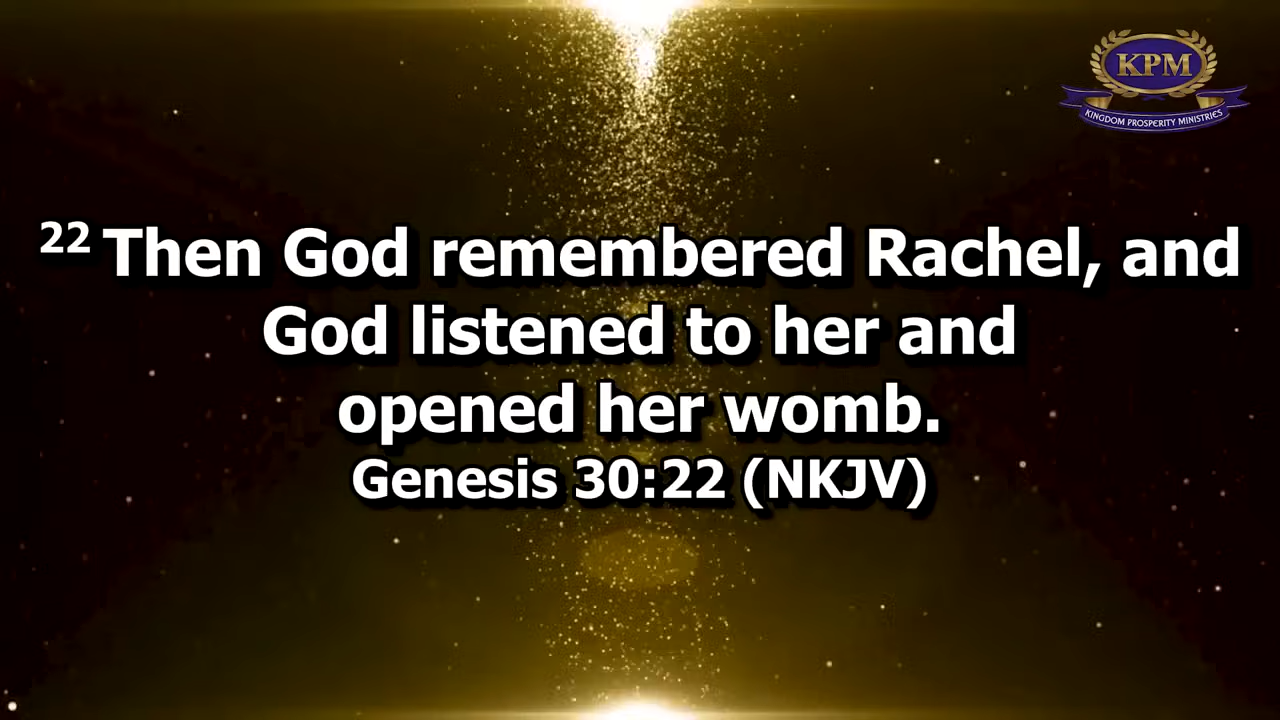 KPM
KINGDOM PROSPERITY MINISTRIES
22 Then God remembered Rachel, and
God listened to her and
opened her womb.
Genesis 30:22 (NKJV)